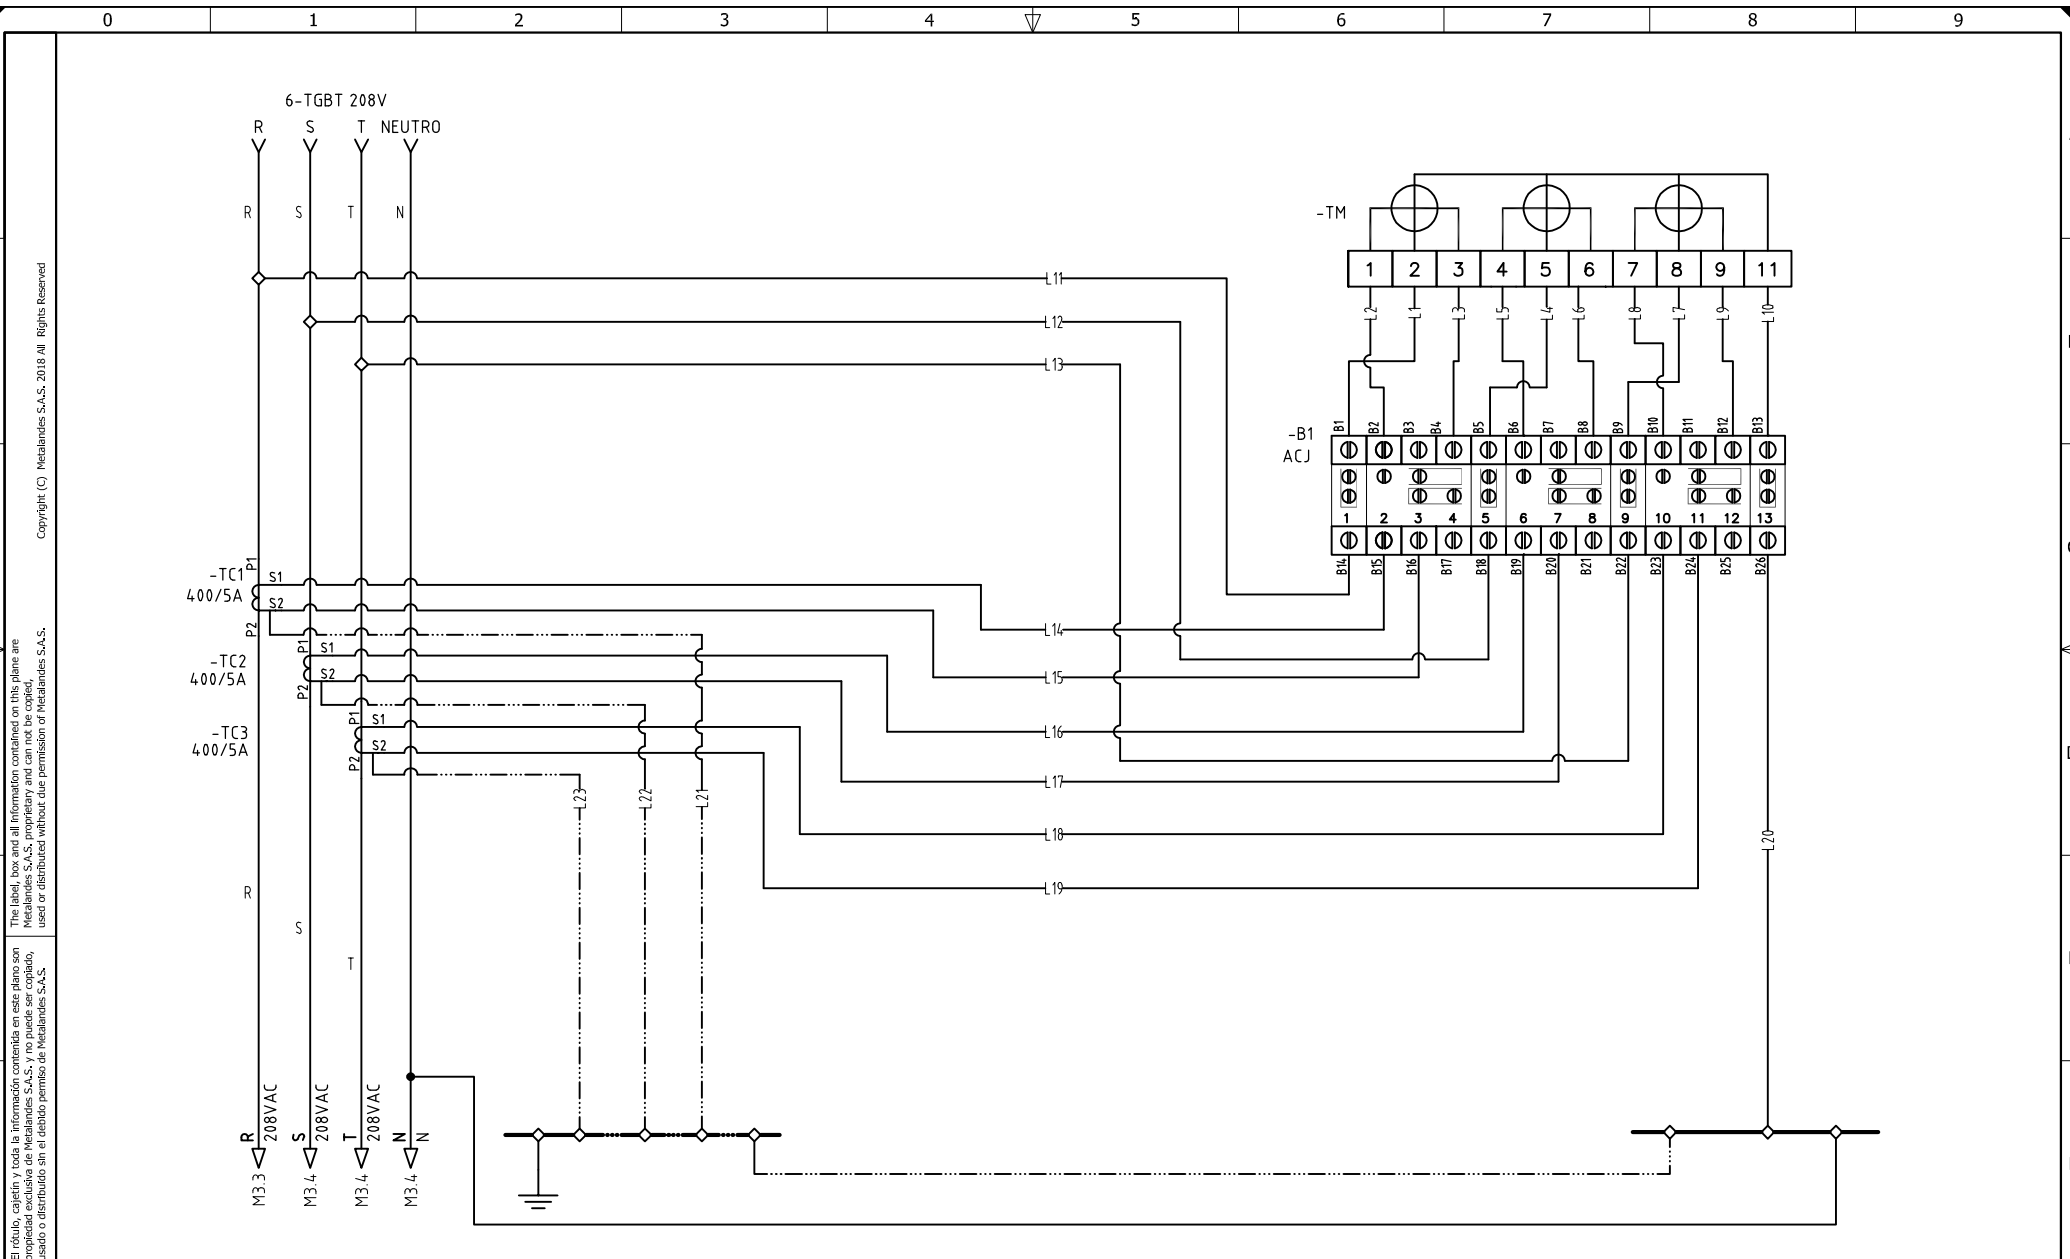 0 1 2 3 4 5 6 7 8 9
6-TGBT 208V
R S T NEUTRO
R S T N
-TM
1 2 3 4 5 6 7 8 9 11
L2 L1 L3 L5 L4 L6 L8 L7 L9 L10
L11
L12
L13
-B1
ACJ
B1 B2 B3 B4 B5 B6 B7 B8 B9 B10 B11 B12 B13
1 2 3 4 5 6 7 8 9 10 11 12 13
B14 B15 B16 B17 B18 B19 B20 B21 B22 B23 B24 B25 B26
-TC1
400/5A
P1
S1
S2
P2
-TC2
400/5A
P1
S1
S2
P2
-TC3
400/5A
P1
S1
S2
P2
L14
L15
L16
L17
L18
L19
L20
L23 L22 L21
R
S
T
R 208VAC
S 208VAC
T 208VAC
N N
M3.3 M3.4 M3.4 M3.4
Copyright (C) Metalandes S.A.S. 2018 All Rights Reserved
The label, box and all information contained on this plane are
Metalandes S.A.S. proprietary and can not be copied,
used or distributed without due permission of Metalandes S.A.S.
El rótulo, cajetín y toda la información contenida en este plano son
propiedad exclusiva de Metalandes S.A.S. y no puede ser copiado,
usado o distribuido sin el debido permiso de Metalandes S.A.S.